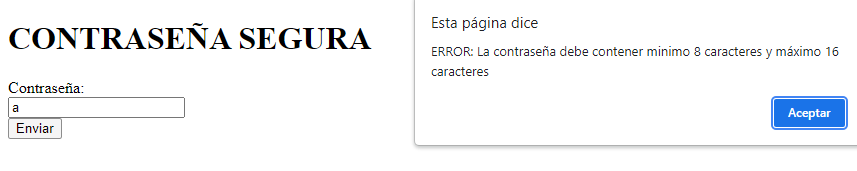 CONTRASEÑA SEGURA
Contraseña:
a
Enviar
Esta página dice
ERROR: La contraseña debe contener minimo 8 caracteres y máximo 16
caracteres
Aceptar